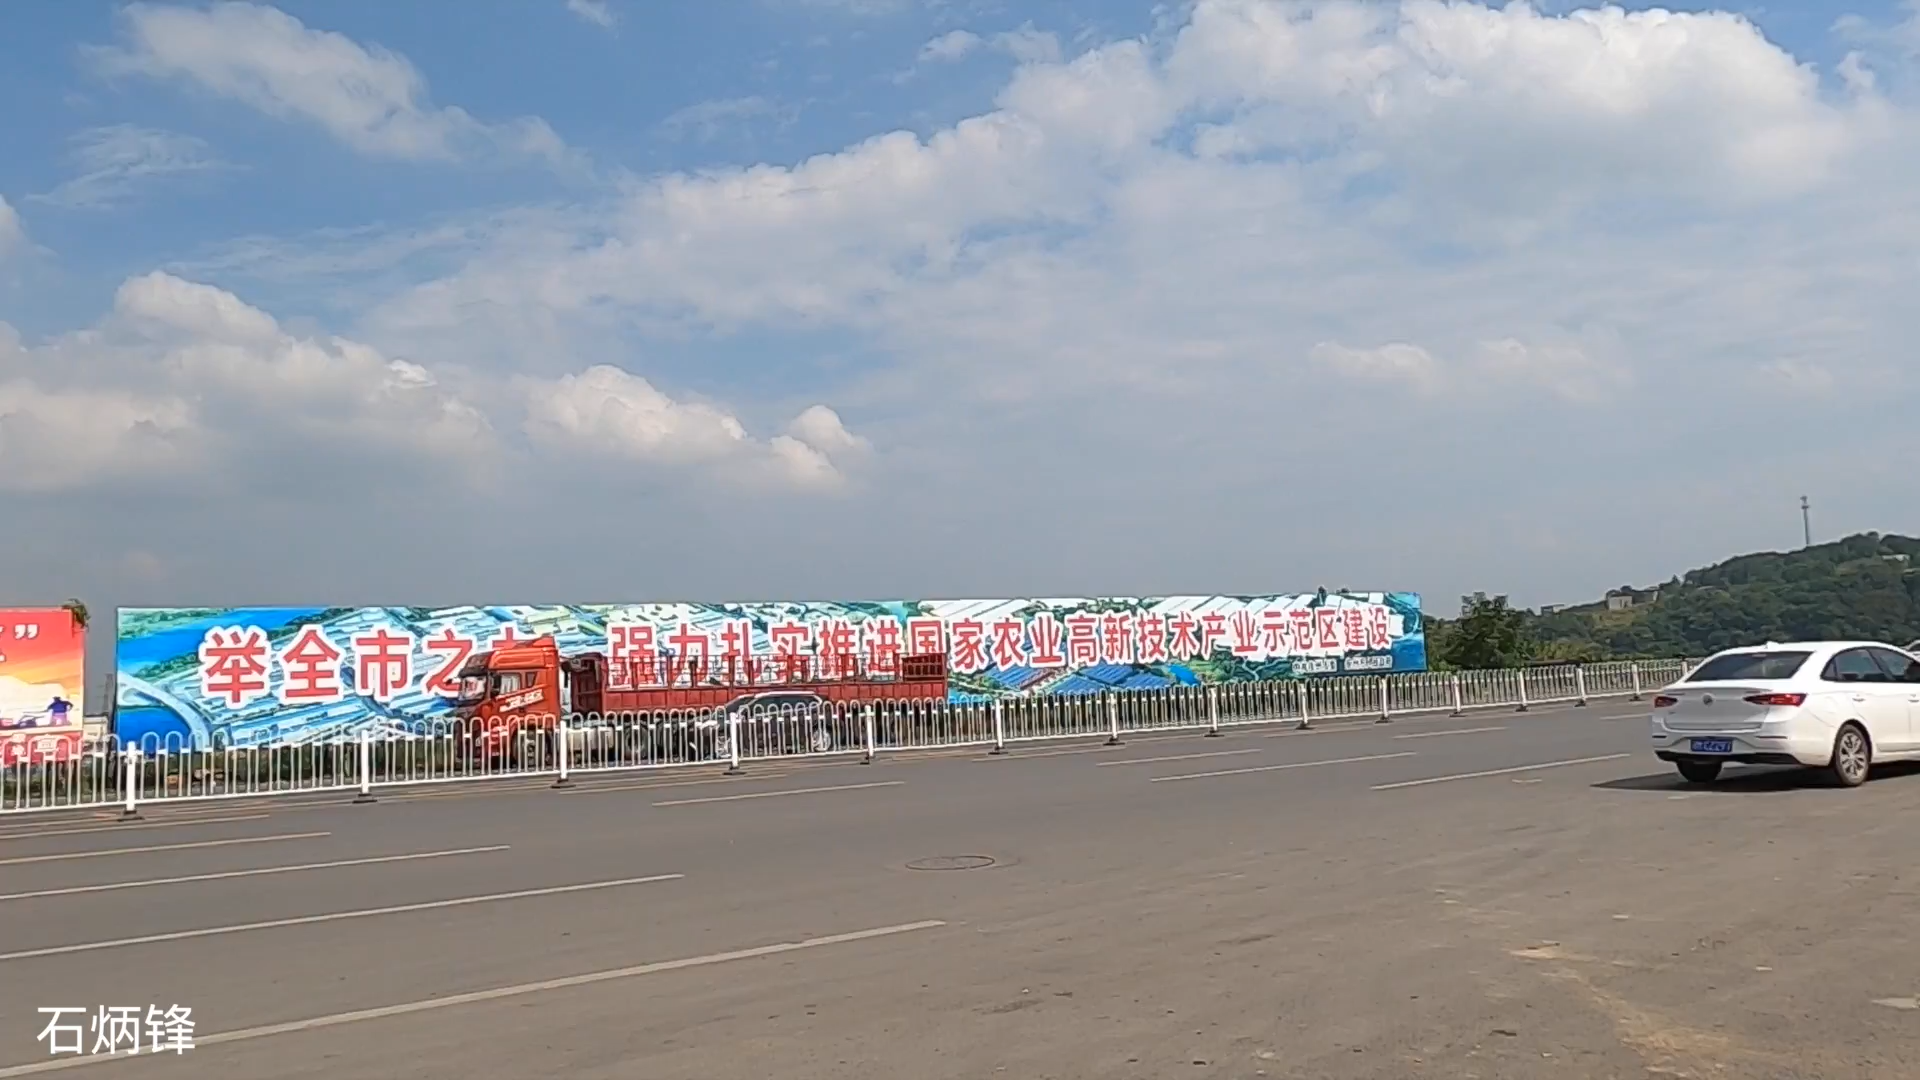 举全市之力 强力扎实推进国家农业高新技术产业示范区建设
石炳锋